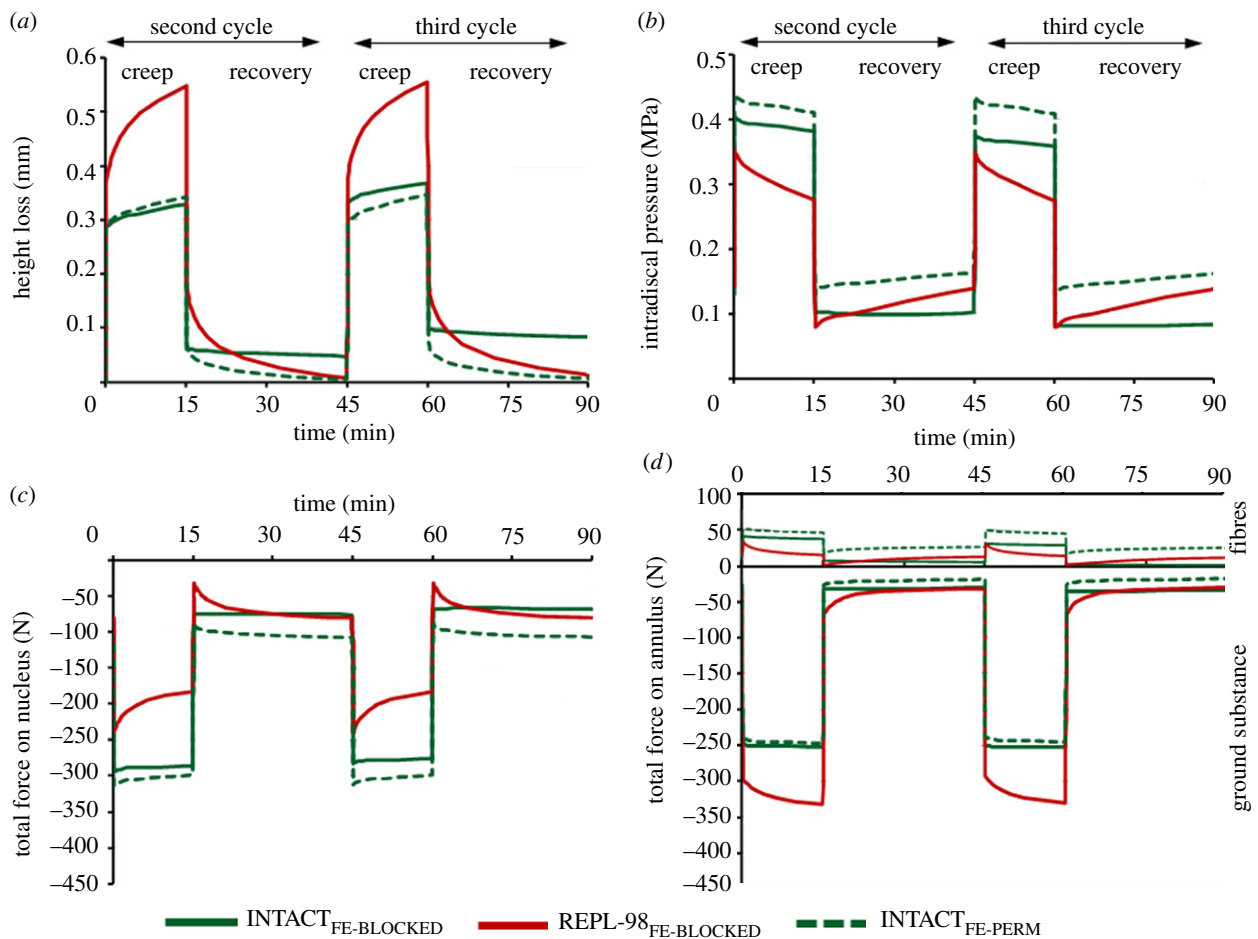 (a)
second cycle
third cycle
creep
recovery
creep
recovery
height loss (mm)
0.6
0.5
0.4
0.3
0.2
0.1
0 15 30 45 60 75 90
time (min)
(b)
second cycle
third cycle
creep
recovery
creep
recovery
intradiscal pressure (MPa)
0.5
0.4
0.3
0.2
0.1
0 15 30 45 60 75 90
time (min)
(c)
time (min)
0 15 30 45 60 75 90
total force on nucleus (N)
−50
−100
−150
−200
−250
−300
−350
−400
−450
(d)
0 15 30 45 60 75 90
total force on annulus (N)
100
50
0
−50
−100
−150
−200
−250
−300
−350
−400
−450
fibres
ground substance
INTACT FE-BLOCKED
REPL-98 FE-BLOCKED
INTACT FE-PERM